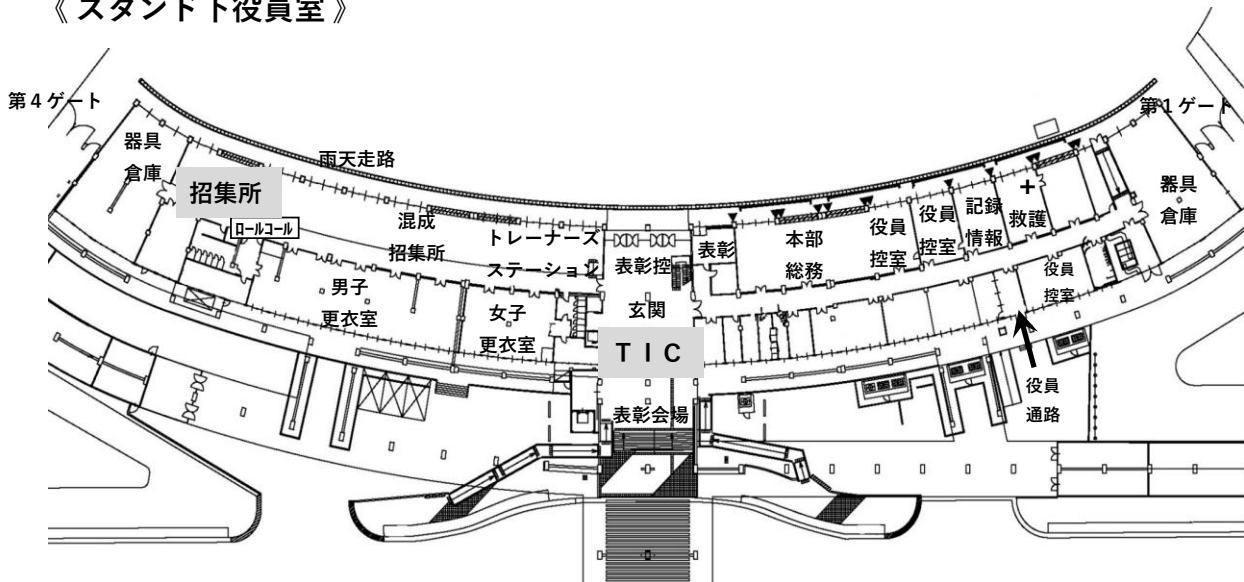 《 スタンド下役員室 》
第４ゲート
第１ゲート
器具
倉庫
招集所
ロールコール
雨天走路
混成
招集所
トレーナーズ
ステーション
男子
更衣室
女子
更衣室
表彰控
玄関
ＴＩＣ
表彰会場
表彰
本部
総務
役員
控室
役員
控室
記録
情報
＋
救護
器具
倉庫
役員
控室
役員
通路